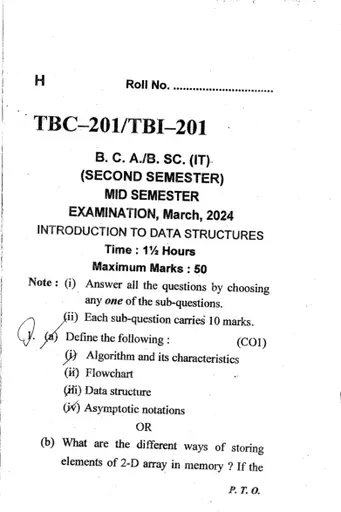 H Roll No. ................................
TBC–201/TBI–201
B. C. A./B. SC. (IT)
(SECOND SEMESTER)
MID SEMESTER
EXAMINATION, March, 2024
INTRODUCTION TO DATA STRUCTURES
Time : 1½ Hours
Maximum Marks : 50
Note : (i) Answer all the questions by choosing
any one of the sub-questions.
(ii) Each sub-question carries 10 marks.
1. (a) Define the following : (CO1)
(i) Algorithm and its characteristics
(ii) Flowchart
(iii) Data structure
(iv) Asymptotic notations
OR
(b) What are the different ways of storing
elements of 2-D array in memory ? If the
P. T. O.